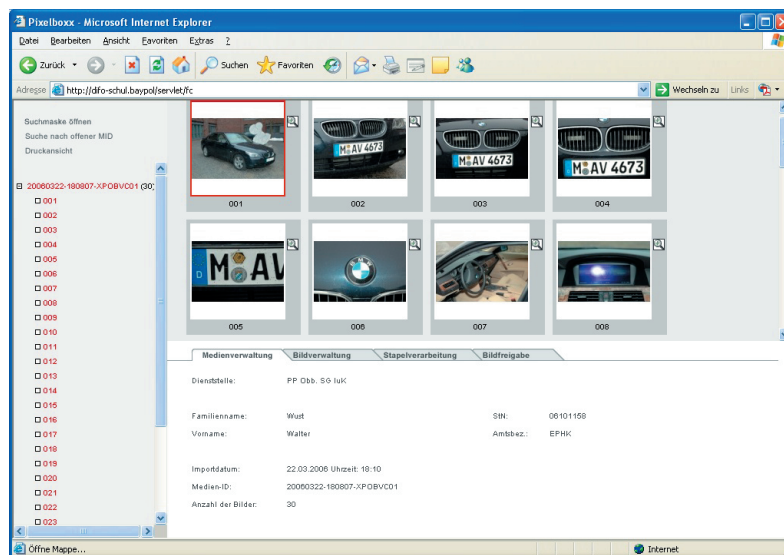 Pixelboxx - Microsoft Internet Explorer
Datei Bearbeiten Ansicht Favoriten Extras ?
Zurück Suchen Favoriten
Adresse http://difo-schul.baypol/servlet/fc Wechseln zu Links
Suchmaske öffnen
Suche nach offener MID
Druckansicht
20060322-180807-XPOBVC01 (30)
001
002
003
004
005
006
007
008
009
010
011
012
013
014
015
016
017
018
019
020
021
022
023
M AV 4673
M AV 4673
M AV 4673
001 002 003 004
D M AV
BMW
005 006 007 008
Medienverwaltung Bildverwaltung Stapelverarbeitung Bildfreigabe
Dienststelle: PP Obb. SG IuK
Familienname: Wust StN: 06101158
Vorname: Walter Amtsbez.: EPHK
Importdatum: 22.03.2006 Uhrzeit: 18:10
Medien-ID: 20060322-180807-XPOBVC01
Anzahl der Bilder: 30
Öffne Mappe... Internet